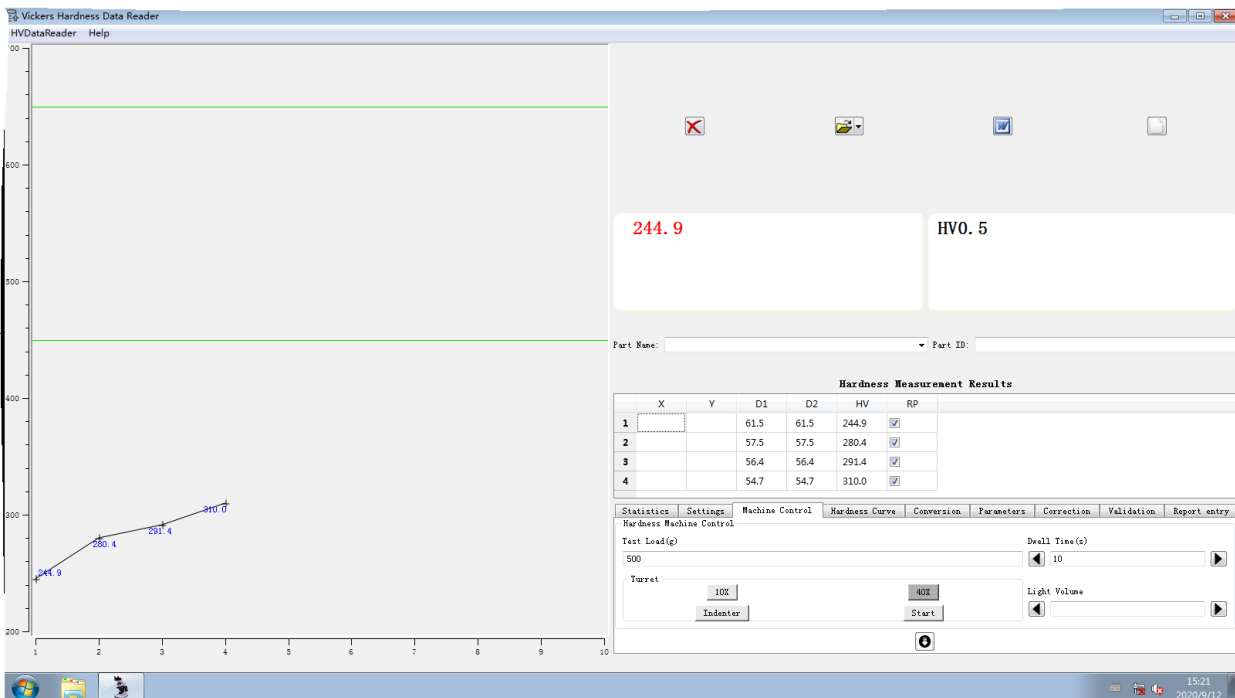 Vickers Hardness Data Reader
HVDataReader Help
600
500
400
300
200
1 2 3 4 5 6 7 8 9 10
244.9
280.4
291.4
310.0
244.9
HV0.5
Part Name: Part ID:
Hardness Measurement Results
X Y D1 D2 HV RP
1 61.5 61.5 244.9
2 57.5 57.5 280.4
3 56.4 56.4 291.4
4 54.7 54.7 310.0
Statistics Settings Machine Control Hardness Curve Conversion Parameters Correction Validation Report entry
Hardness Machine Control
Test Load(g) Dwell Time(s)
500 10
Turret
10X 40X Light Volume
Indenter Start
15:21
2020/9/12